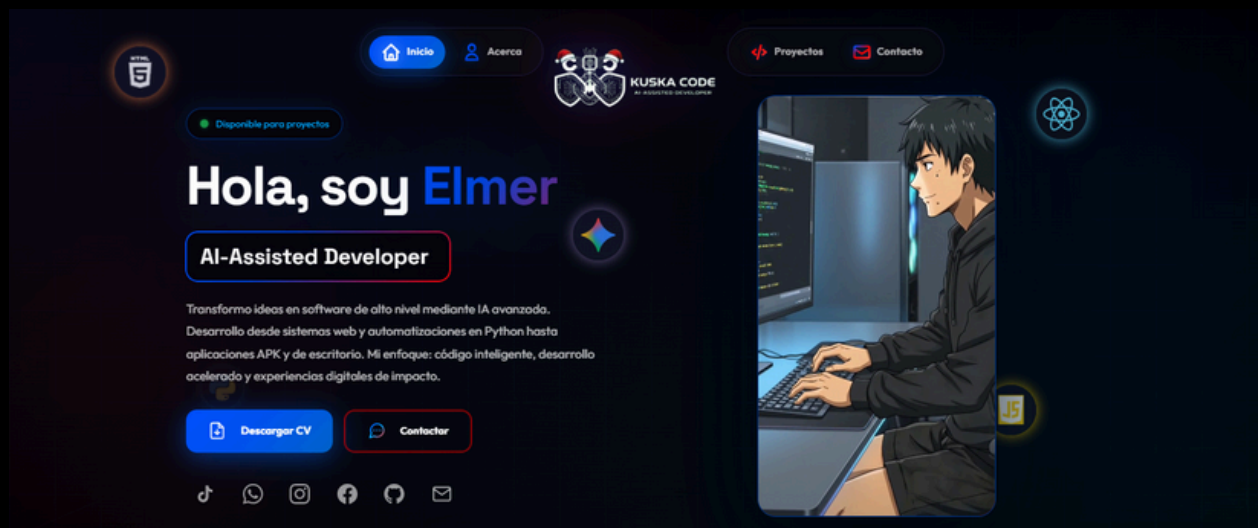 HTML
5
Inicio
Acerca
KUSKA CODE
AI-ASSISTED DEVELOPER
Proyectos
Contacto
Disponible para proyectos
Hola, soy Elmer
AI-Assisted Developer
Transformo ideas en software de alto nivel mediante IA avanzada.
Desarrollo desde sistemas web y automatizaciones en Python hasta
aplicaciones APK y de escritorio. Mi enfoque: código inteligente, desarrollo
acelerado y experiencias digitales de impacto.
Descargar CV
Contactar
JS